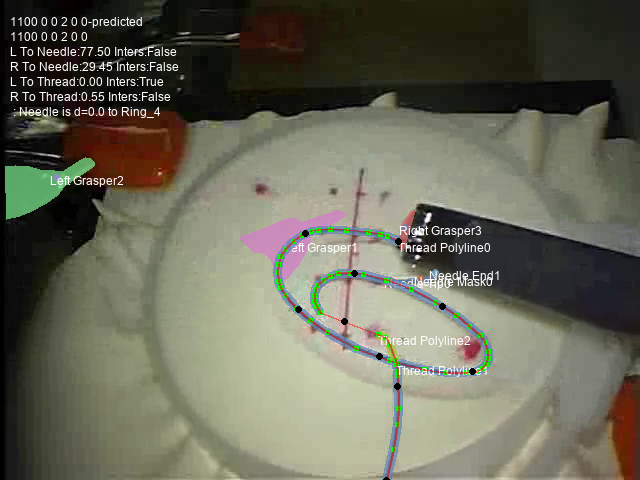 1100 0 0 2 0 0-predicted
1100 0 0 2 0 0
L To Needle:77.50 Inters:False
R To Needle:29.45 Inters:False
L To Thread:0.00 Inters:True
R To Thread:0.55 Inters:False
: Needle is d=0.0 to Ring_4
Left Grasper2
Right Grasper3
eft Grasper1
Thread Polyline0
Needle End1
Mask0
Thread Polyline2
Thread Polyline1